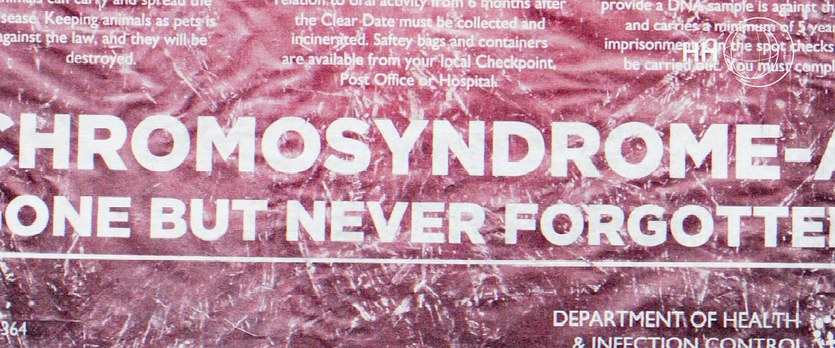 animals can carry and spread the
disease. Keeping animals as pets is
against the law, and they will be
destroyed.
relation to oral activity from 6 months after
the Clear Date must be collected and
incinerated. Saftey bags and containers
are available from your local Checkpoint,
Post Office or Hospital.
provide a DNA sample is against th
and carries a minimum of 5 year
imprisonment on the spot checks
be carried out. You must compl
HH
CHROMOSYNDROME-A
GONE BUT NEVER FORGOTTEN
364
DEPARTMENT OF HEALTH
& INFECTION CONTROL